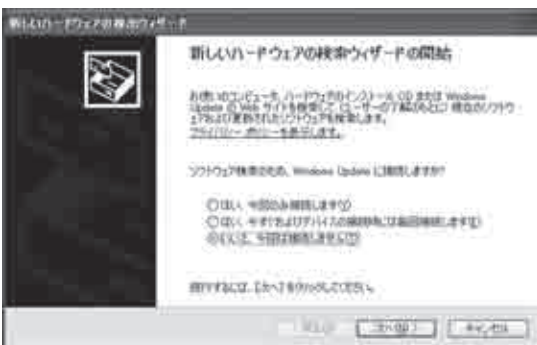 新しいハードウェアの検索ウィザード
新しいハードウェアの検索ウィザードの開始
お使いのコンピュータ、ハードウェアのインストール CD または Windows
Update の Web サイトを検索して (ユーザーの了解のもとに) 現在のソフトウ
ェアおよび更新されたソフトウェアを検索します。
プライバシー ポリシーを表示します。
ソフトウェア検索のため、Windows Update に接続しますか?
はい、今回のみ接続します(Y)
はい、今すぐおよびデバイスの接続時には毎回接続します(E)
いいえ、今回は接続しません(T)
続行するには、[次へ] をクリックしてください。
次へ(N) >
キャンセル